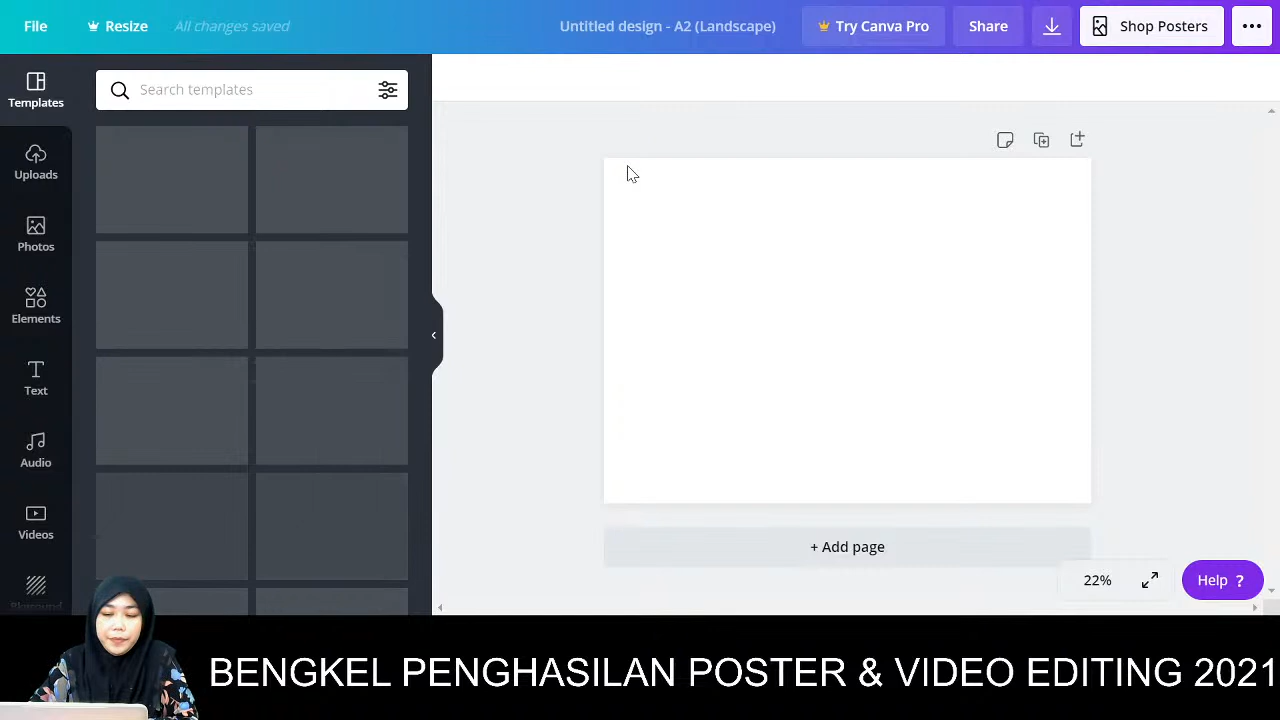 File
Resize
All changes saved
Untitled design - A2 (Landscape)
Try Canva Pro
Share
Shop Posters
Templates
Search templates
Uploads
Photos
Elements
Text
Audio
Videos
+ Add page
22%
Help ?
BENGKEL PENGHASILAN POSTER & VIDEO EDITING 2021